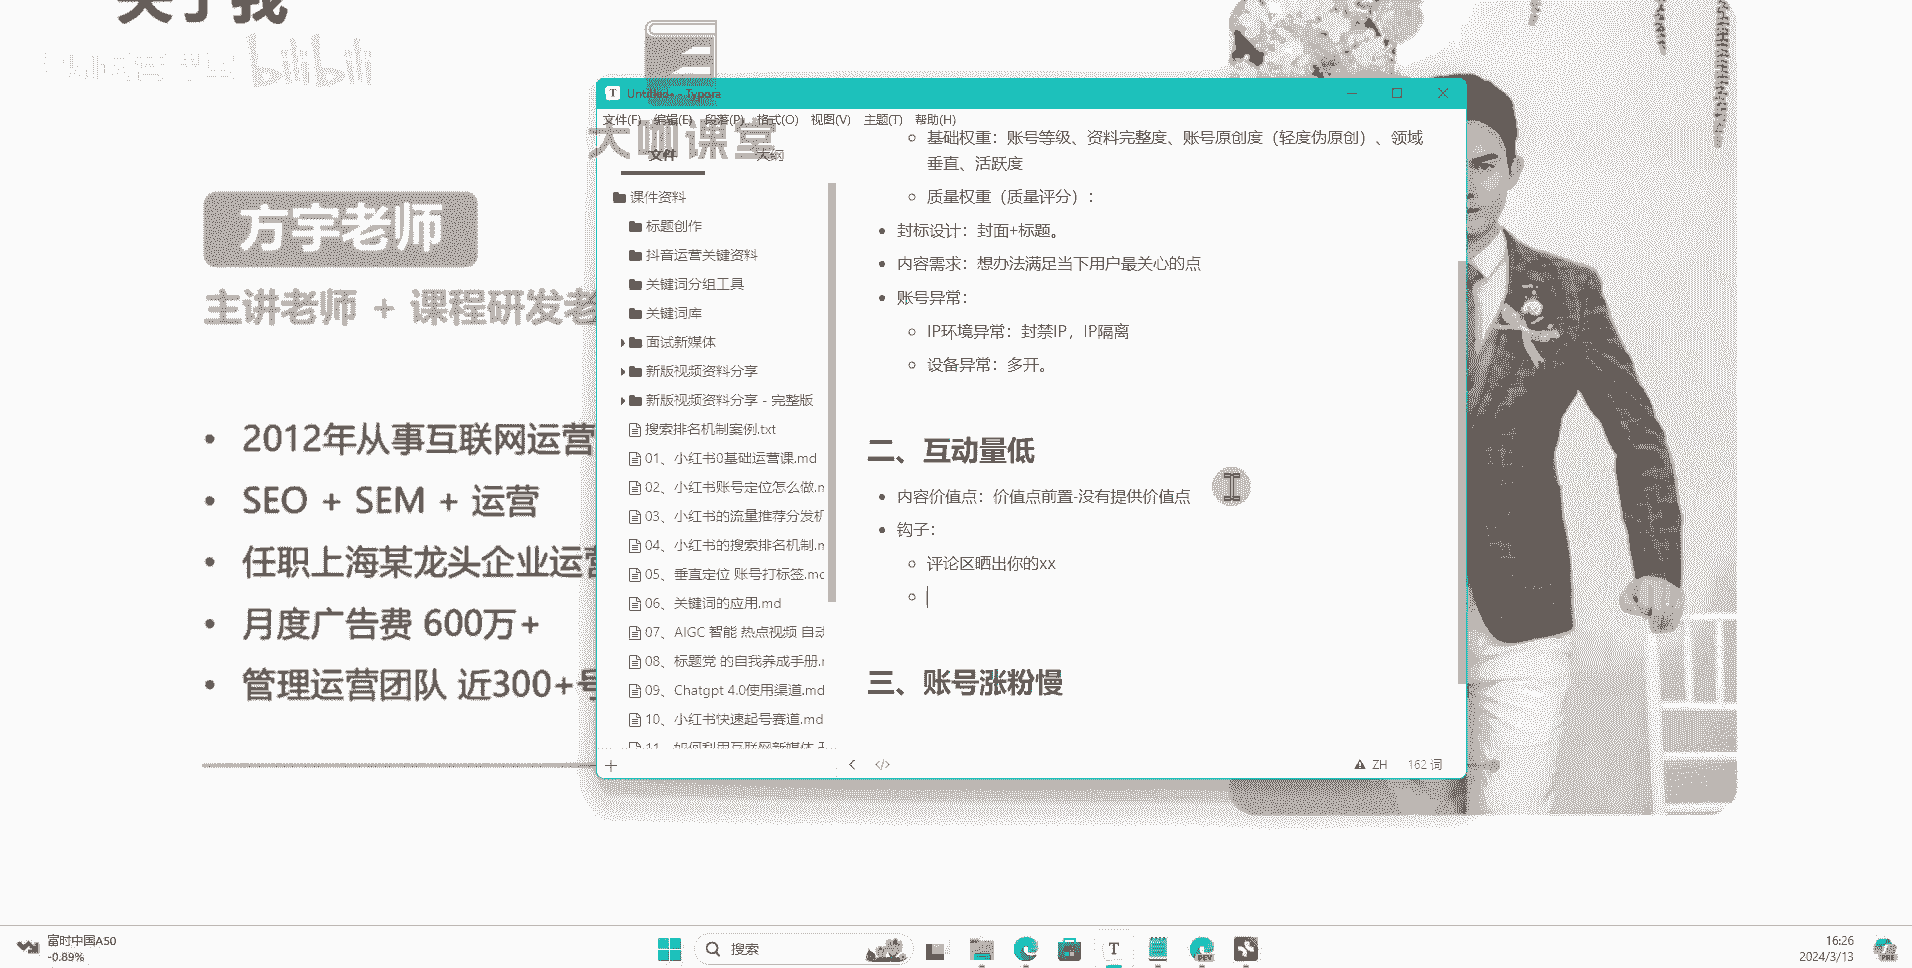 关于我
bilibili
大咖课堂
方宇老师
主讲老师 + 课程研发老
• 2012年从事互联网运营
• SEO + SEM + 运营
• 任职上海某龙头企业运营
• 月度广告费 600万+
• 管理运营团队 近300+号
Untitled - Typora
文件(F) 编辑(E) 段落(P) 格式(O) 视图(V) 主题(T) 帮助(H)
文件 大纲
课件资料
标题创作
抖音运营关键资料
关键词分组工具
关键词库
面试新媒体
新版视频资料分享
新版视频资料分享 - 完整版
搜索排名机制案例.txt
01、小红书0基础运营课.md
02、小红书账号定位怎么做.m
03、小红书的流量推荐分发机
04、小红书的搜索排名机制.m
05、垂直定位 账号打标签.mc
06、关键词的应用.md
07、AIGC 智能 热点视频 自动
08、标题党 的自我养成手册.r
09、Chatgpt 4.0使用渠道.md
10、小红书快速起号赛道.md
11、如何利用互联网新媒体
基础权重：账号等级、资料完整度、账号原创度（轻度伪原创）、领域
垂直、活跃度
质量权重（质量评分）：
• 封标设计：封面+标题。
• 内容需求：想办法满足当下用户最关心的点
• 账号异常：
IP环境异常：封禁IP，IP隔离
设备异常：多开。
二、互动量低
• 内容价值点：价值点前置-没有提供价值点
• 钩子：
评论区晒出你的xx
三、账号涨粉慢
ZH 162 词
富时中国A50
-0.89%
搜索
16:26
2024/3/13